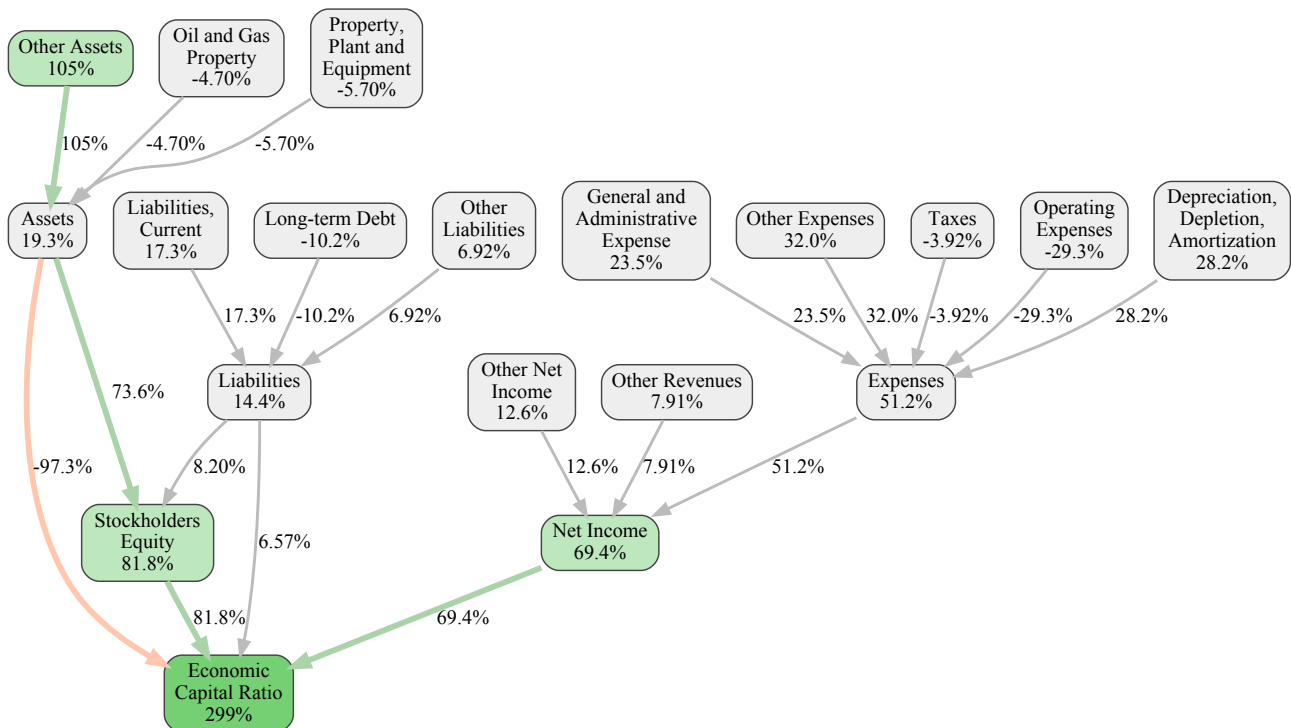 Other Assets
105%
Oil and Gas
Property
-4.70%
Property,
Plant and
Equipment
-5.70%
105%
-4.70%
-5.70%
Assets
19.3%
Liabilities,
Current
17.3%
Long-term Debt
-10.2%
Other
Liabilities
6.92%
General and
Administrative
Expense
23.5%
Other Expenses
32.0%
Taxes
-3.92%
Operating
Expenses
-29.3%
Depreciation,
Depletion,
Amortization
28.2%
17.3%
-10.2%
6.92%
23.5%
32.0%
-3.92%
-29.3%
28.2%
73.6%
Liabilities
14.4%
Other Net
Income
12.6%
Other Revenues
7.91%
Expenses
51.2%
-97.3%
8.20%
12.6%
7.91%
51.2%
Stockholders
Equity
81.8%
6.57%
Net Income
69.4%
81.8%
69.4%
Economic
Capital Ratio
299%